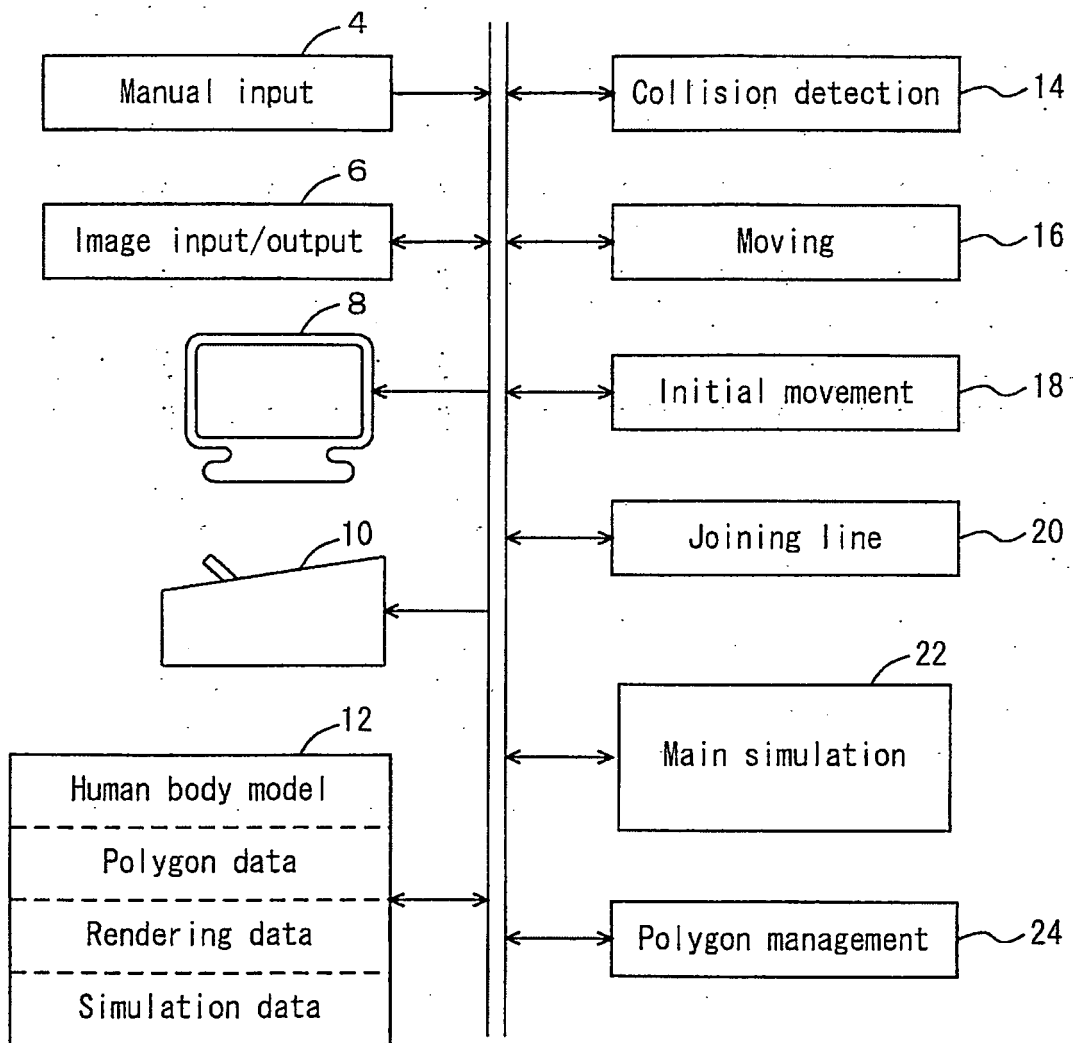 4
Manual input
6
Image input/output
8
10
12
Human body model
Polygon data
Rendering data
Simulation data
Collision detection 14
Moving 16
Initial movement 18
Joining line 20
22
Main simulation
Polygon management 24